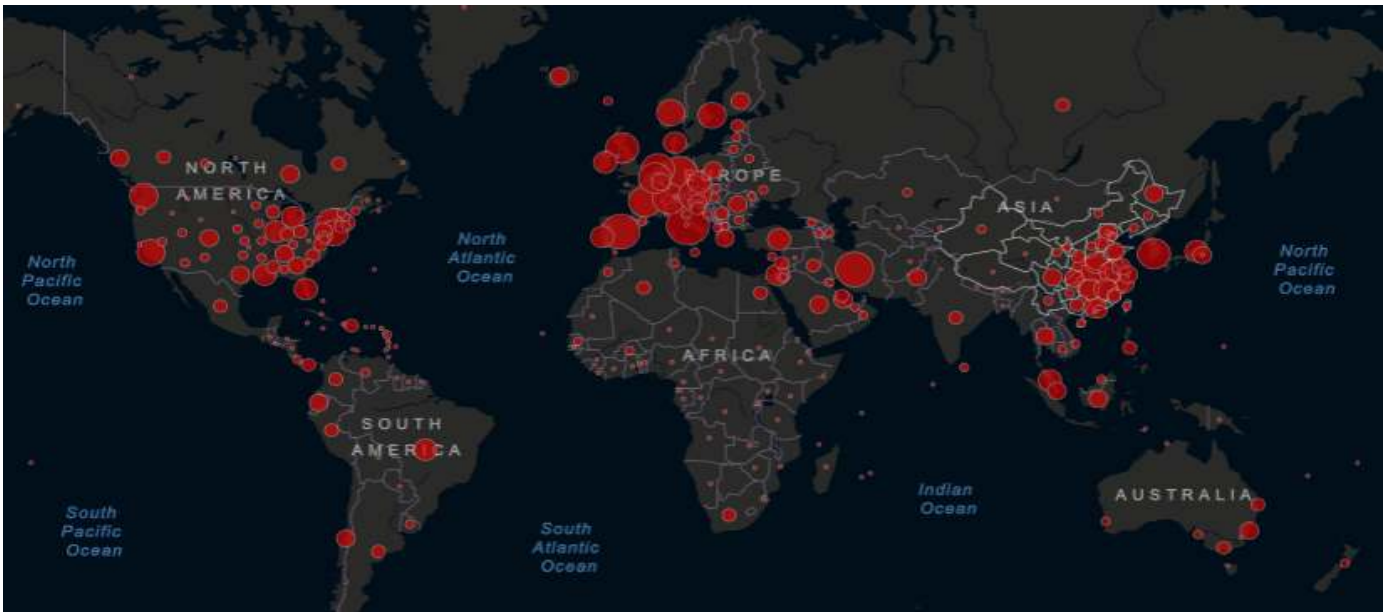 NORTH
AMERICA
EUROPE
ASIA
North
Pacific
Ocean
North
Atlantic
Ocean
North
Pacific
Ocean
AFRICA
SOUTH
AMERICA
South
Pacific
Ocean
South
Atlantic
Ocean
Indian
Ocean
AUSTRALIA